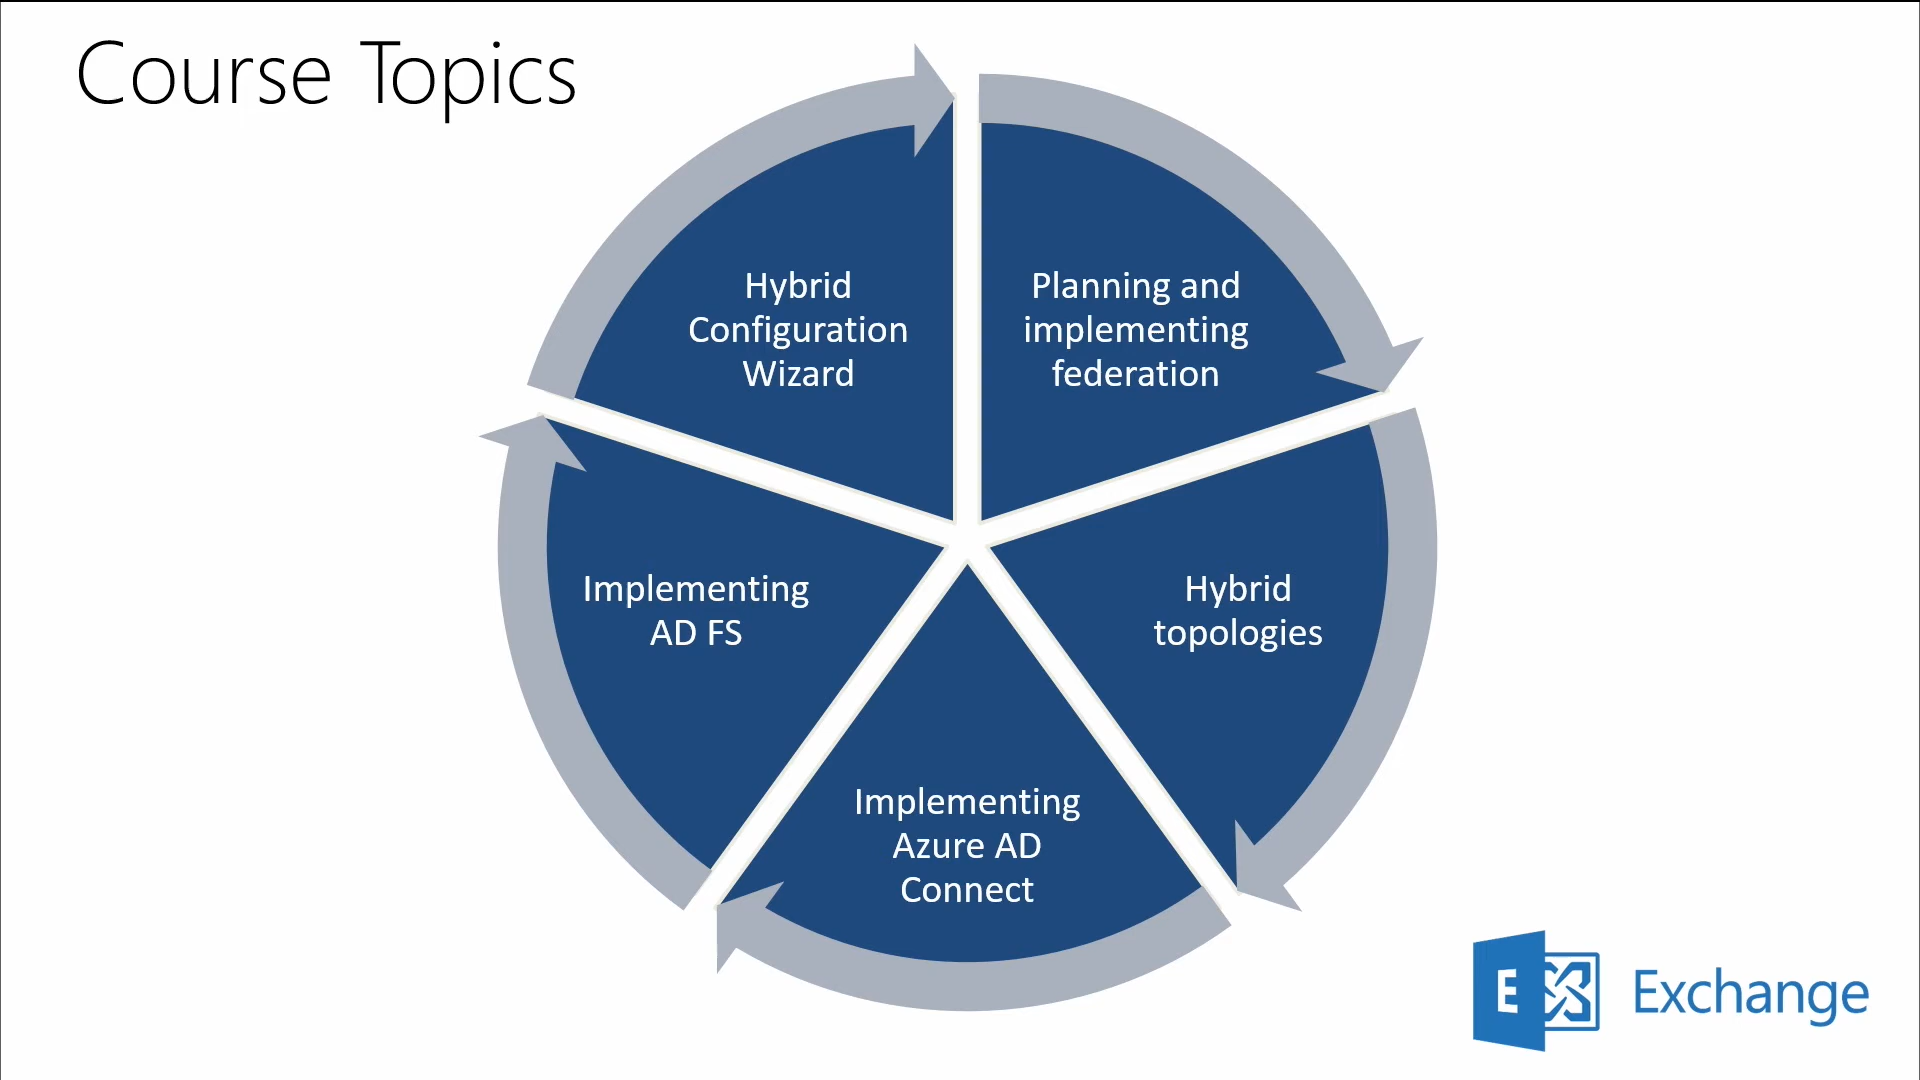 Course Topics
Planning and
implementing
federation
Hybrid
topologies
Implementing
Azure AD
Connect
Implementing
AD FS
Hybrid
Configuration
Wizard
E
Exchange